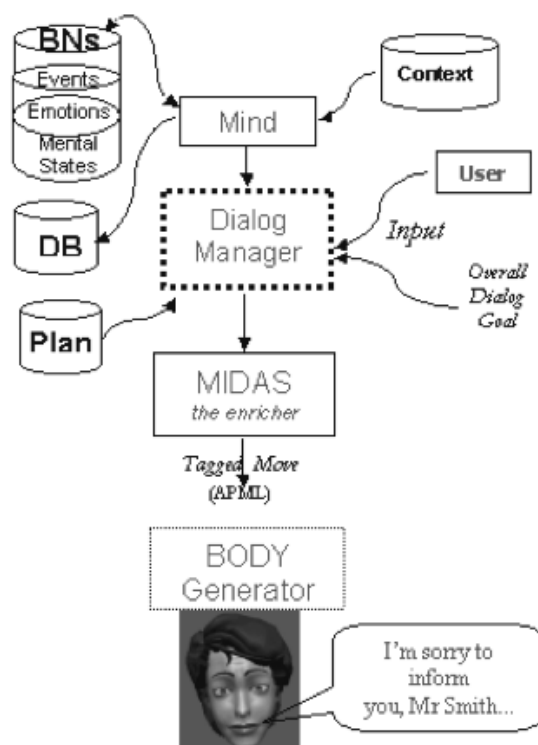 BNs
Events
Emotions
Mental
States
Context
Mind
User
DB
Dialog
Manager
Input
Overall
Dialog
Goal
Plan
MIDAS
the enricher
Tagged Move
(APML)
BODY
Generator
I'm sorry to
inform
you, Mr Smith...